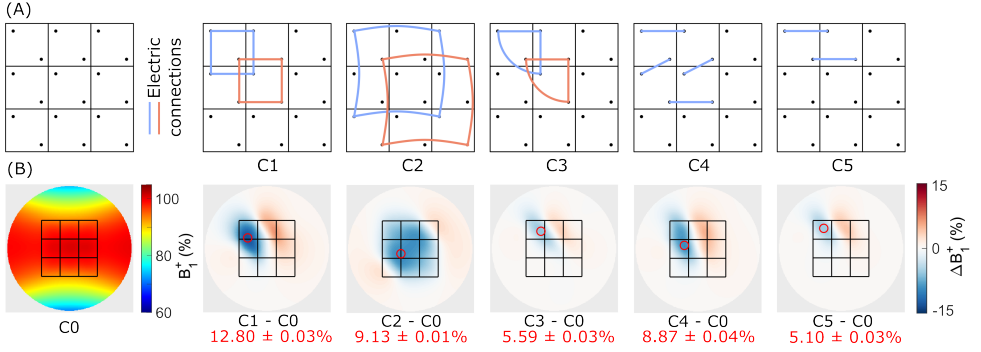 (A)
Electric
connections
C1
C2
C3
C4
C5
(B)
100
80
60
B₁⁺ (%)
15
0
-15
ΔB₁⁺ (%)
C0
C1 - C0
C2 - C0
C3 - C0
C4 - C0
C5 - C0
12.80 ± 0.03%
9.13 ± 0.01%
5.59 ± 0.03%
8.87 ± 0.04%
5.10 ± 0.03%